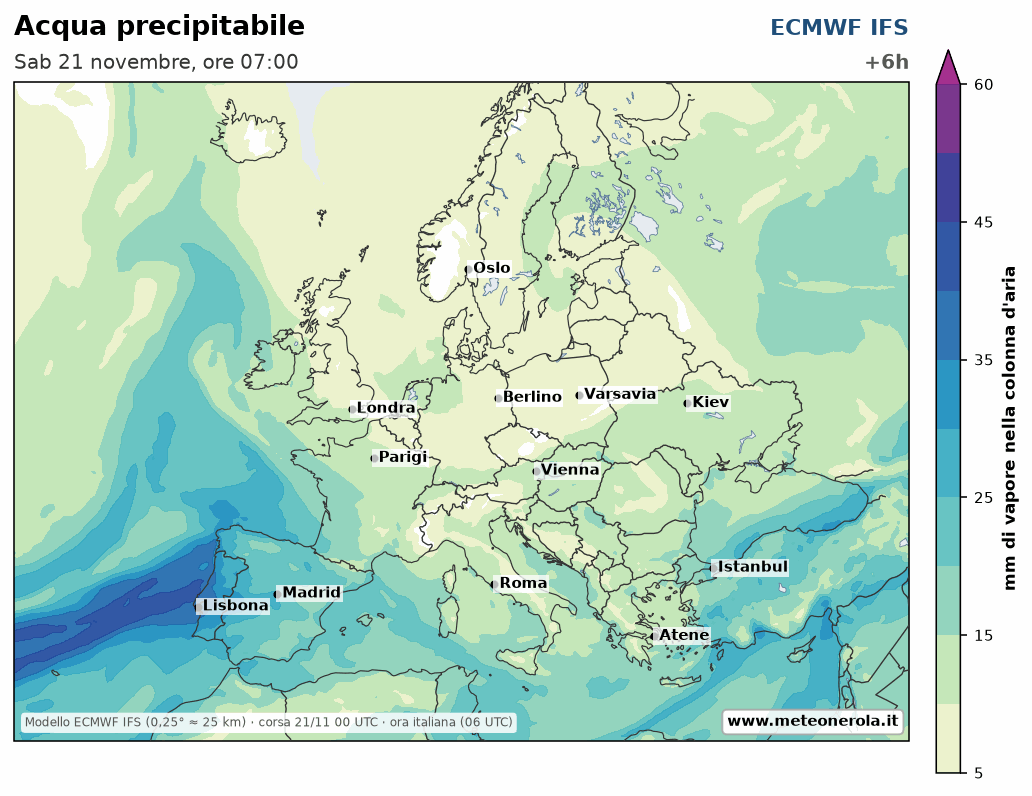 Acqua precipitabile
ECMWF IFS
Sab 21 novembre, ore 07:00
+6h
60
45
35
25
15
5
mm di vapore nella colonna d'aria
Oslo
Londra
Berlino
Varsavia
Kiev
Parigi
Vienna
Istanbul
Roma
Madrid
Lisbona
Atene
Modello ECMWF IFS (0,25° ≈ 25 km) · corsa 21/11 00 UTC · ora italiana (06 UTC)
www.meteonerola.it